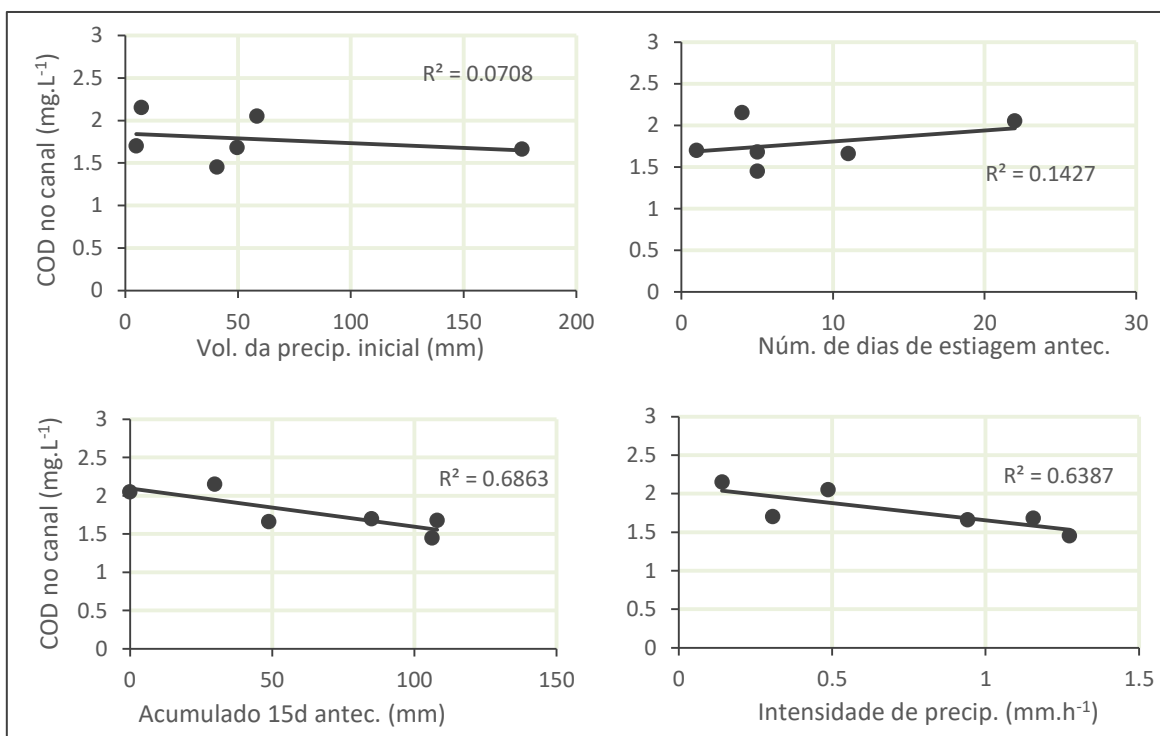 COD no canal (mg.L-1)
3
2.5
2
1.5
1
0.5
0
R² = 0.0708
0 50 100 150 200
Vol. da precip. inicial (mm)
3
2.5
2
1.5
1
0.5
0
R² = 0.1427
0 10 20 30
Núm. de dias de estiagem antec.
COD no canal (mg.L-1)
3
2.5
2
1.5
1
0.5
0
R² = 0.6863
0 50 100 150
Acumulado 15d antec. (mm)
3
2.5
2
1.5
1
0.5
0
R² = 0.6387
0 0.5 1 1.5
Intensidade de precip. (mm.h-1)